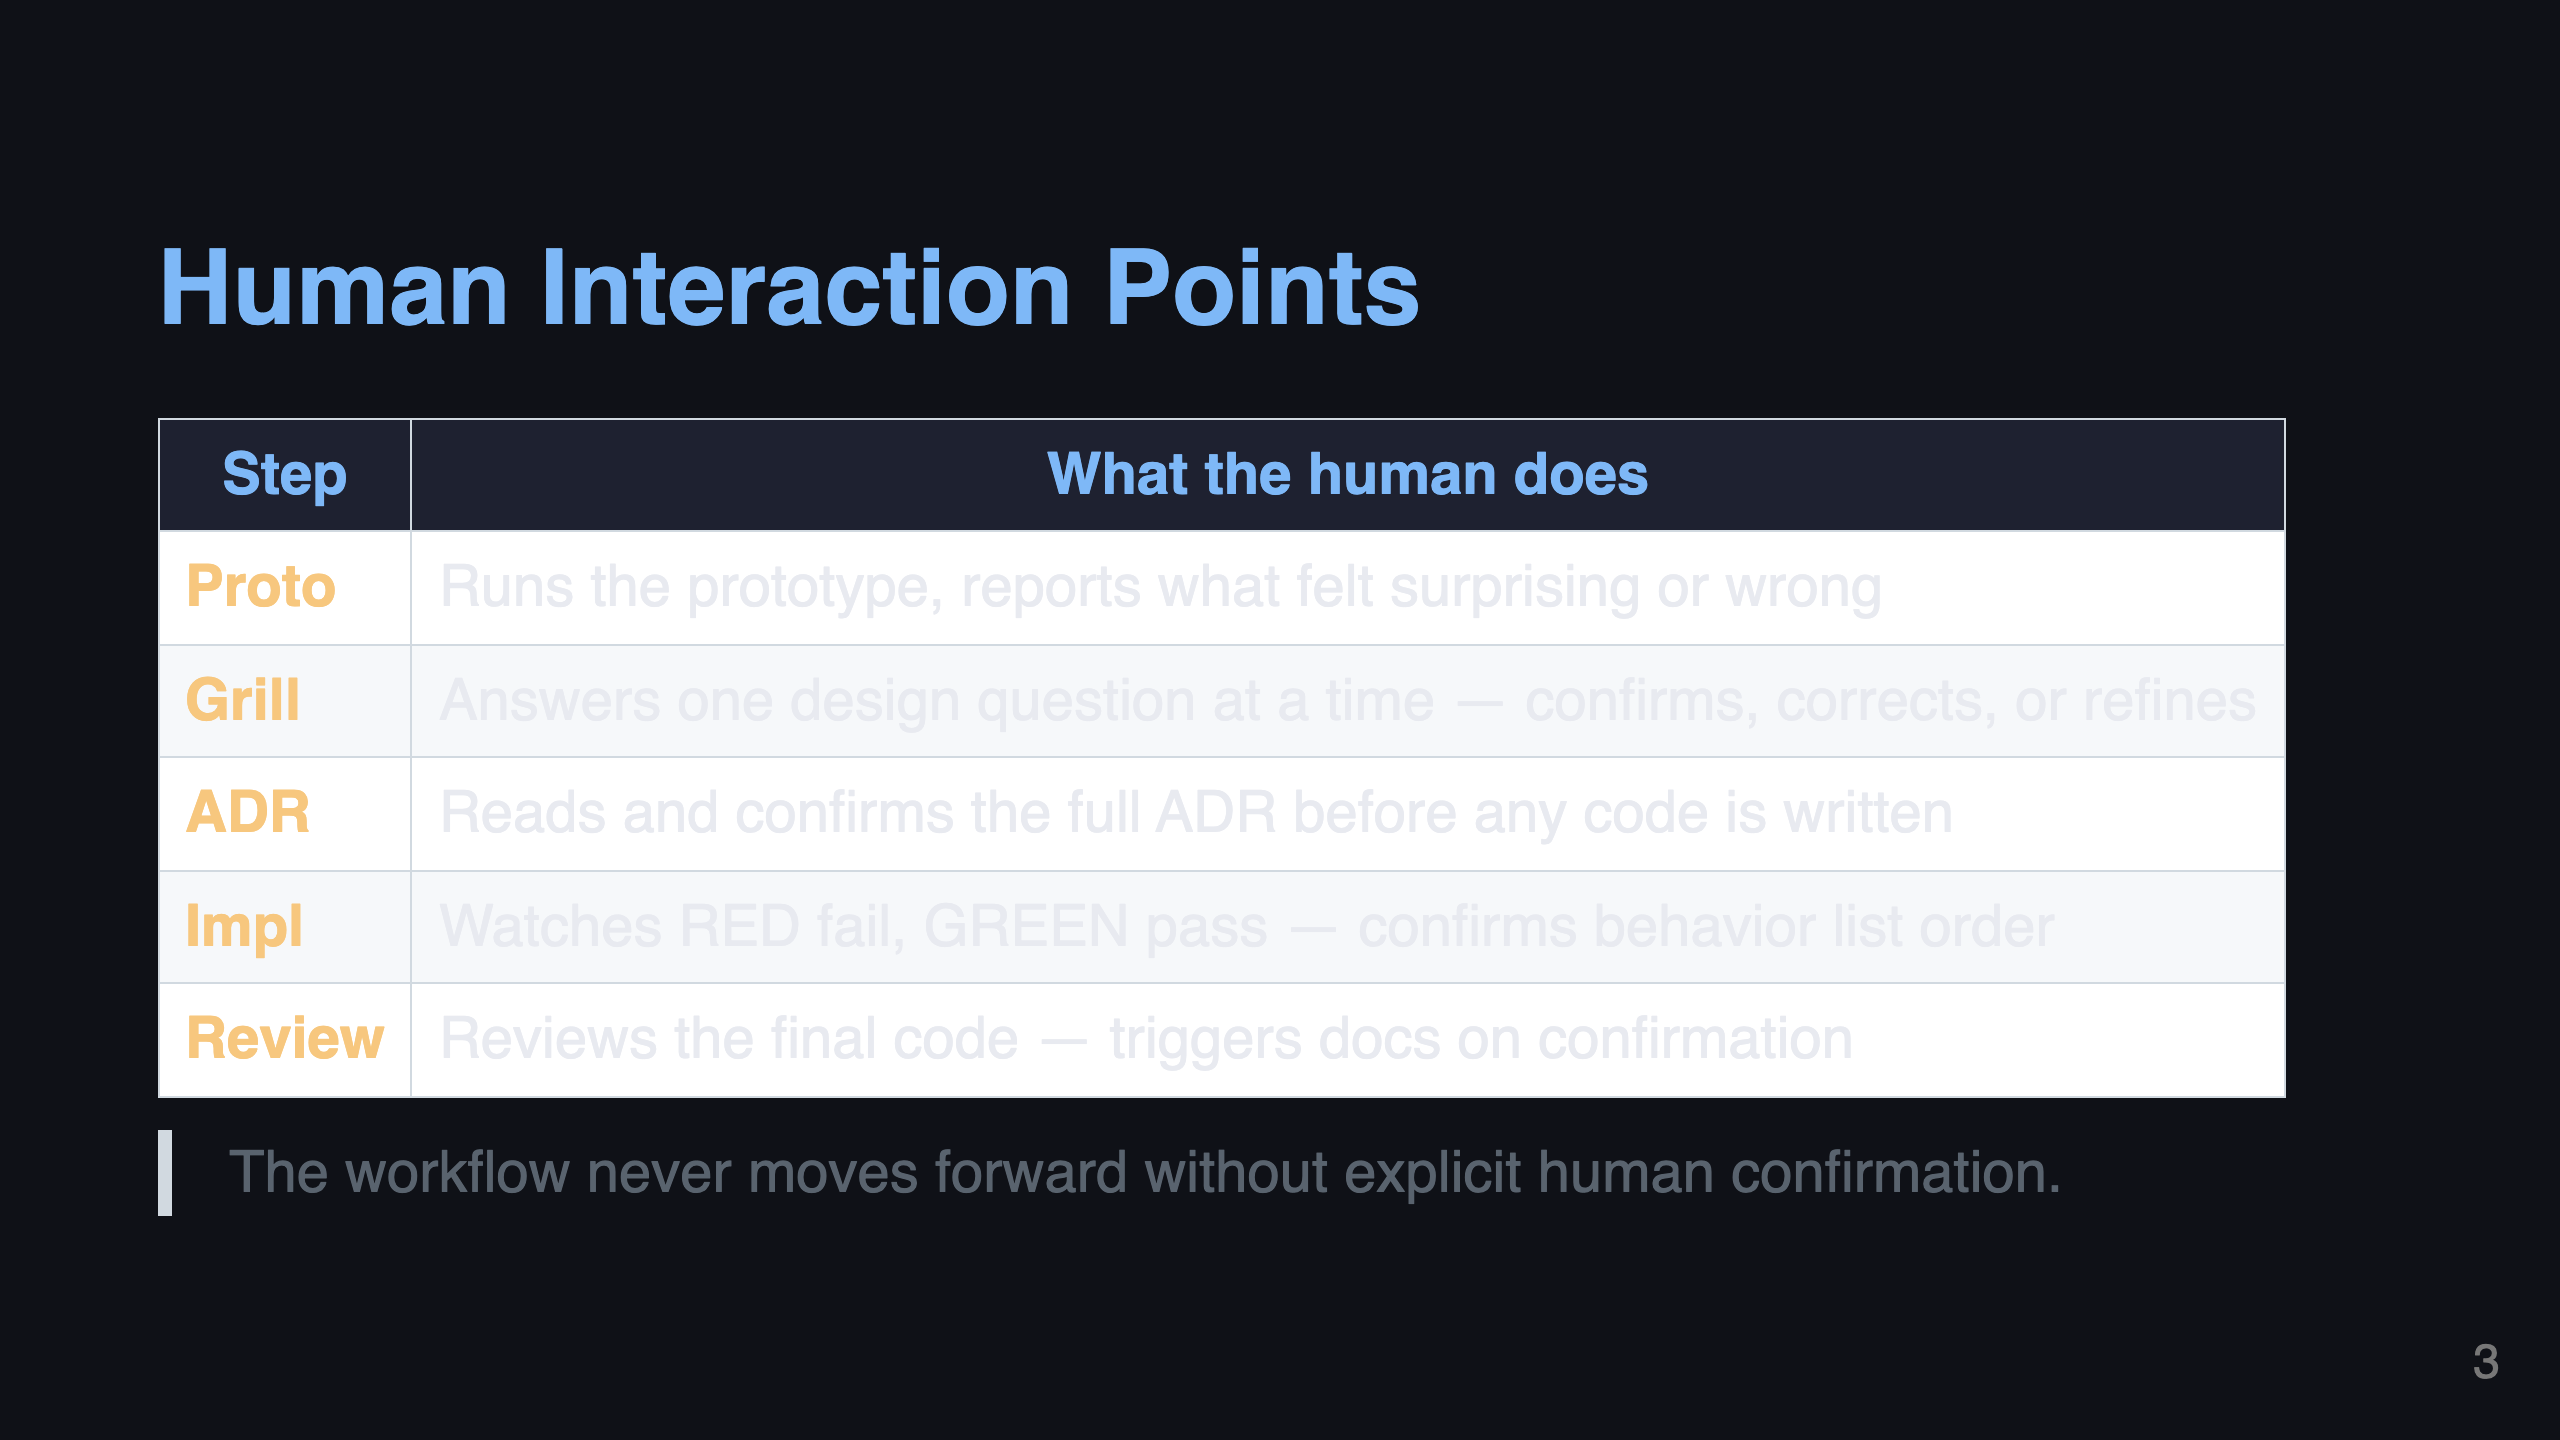 Human Interaction Points
Step What the human does
Proto Runs the prototype, reports what felt surprising or wrong
Grill Answers one design question at a time — confirms, corrects, or refines
ADR Reads and confirms the full ADR before any code is written
Impl Watches RED fail, GREEN pass — confirms behavior list order
Review Reviews the final code — triggers docs on confirmation
The workflow never moves forward without explicit human confirmation.
3